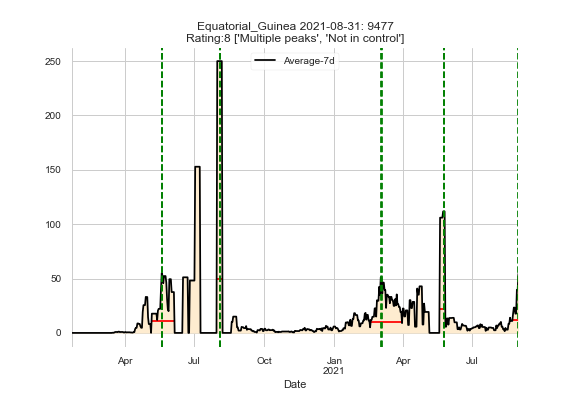 Equatorial_Guinea 2021-08-31: 9477
Rating:8 ['Multiple peaks', 'Not in control']
Average-7d
250
200
150
100
50
0
Apr
Jul
Oct
Jan
2021
Apr
Jul
Date